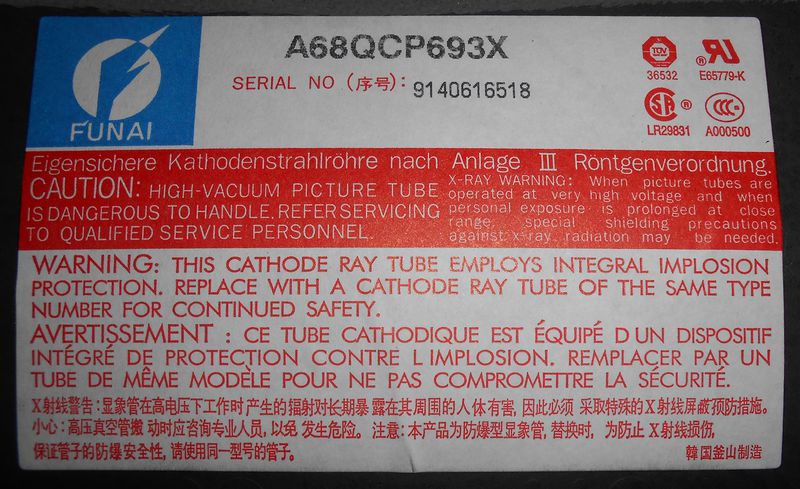 FUNAI
A68QCP693X
SERIAL NO (序号): 9140616518
TÜV
36532
E65779-K
LR29831
A000500
Eigensichere Kathodenstrahlröhre nach Anlage III Röntgenverordnung.
CAUTION: HIGH-VACUUM PICTURE TUBE
IS DANGEROUS TO HANDLE. REFER SERVICING
TO QUALIFIED SERVICE PERSONNEL.
X-RAY WARNING: When picture tubes are
operated at very high voltage and when
personal exposure is prolonged at close
range, special shielding precautions
against x-ray radiation may be needed.
WARNING: THIS CATHODE RAY TUBE EMPLOYS INTEGRAL IMPLOSION
PROTECTION. REPLACE WITH A CATHODE RAY TUBE OF THE SAME TYPE
NUMBER FOR CONTINUED SAFETY.
AVERTISSEMENT : CE TUBE CATHODIQUE EST ÉQUIPÉ D UN DISPOSITIF
INTÉGRÉ DE PROTECTION CONTRE L IMPLOSION. REMPLACER PAR UN
TUBE DE MÊME MODÈLE POUR NE PAS COMPROMETTRE LA SÉCURITÉ.
X射线警告: 显象管在高电压下工作时产生的辐射对长期暴露在其周围的人体有害, 因此必须 采取特殊的X射线屏蔽预防措施。
小心: 高压真空管搬 动时应咨询专业人员, 以免 发生危险。 注意: 本产品为防爆型显象管, 替换时, 为防止 X射线损伤,
保证管子的防爆安全性, 请使用同一型号的管子。
韓国釜山制造